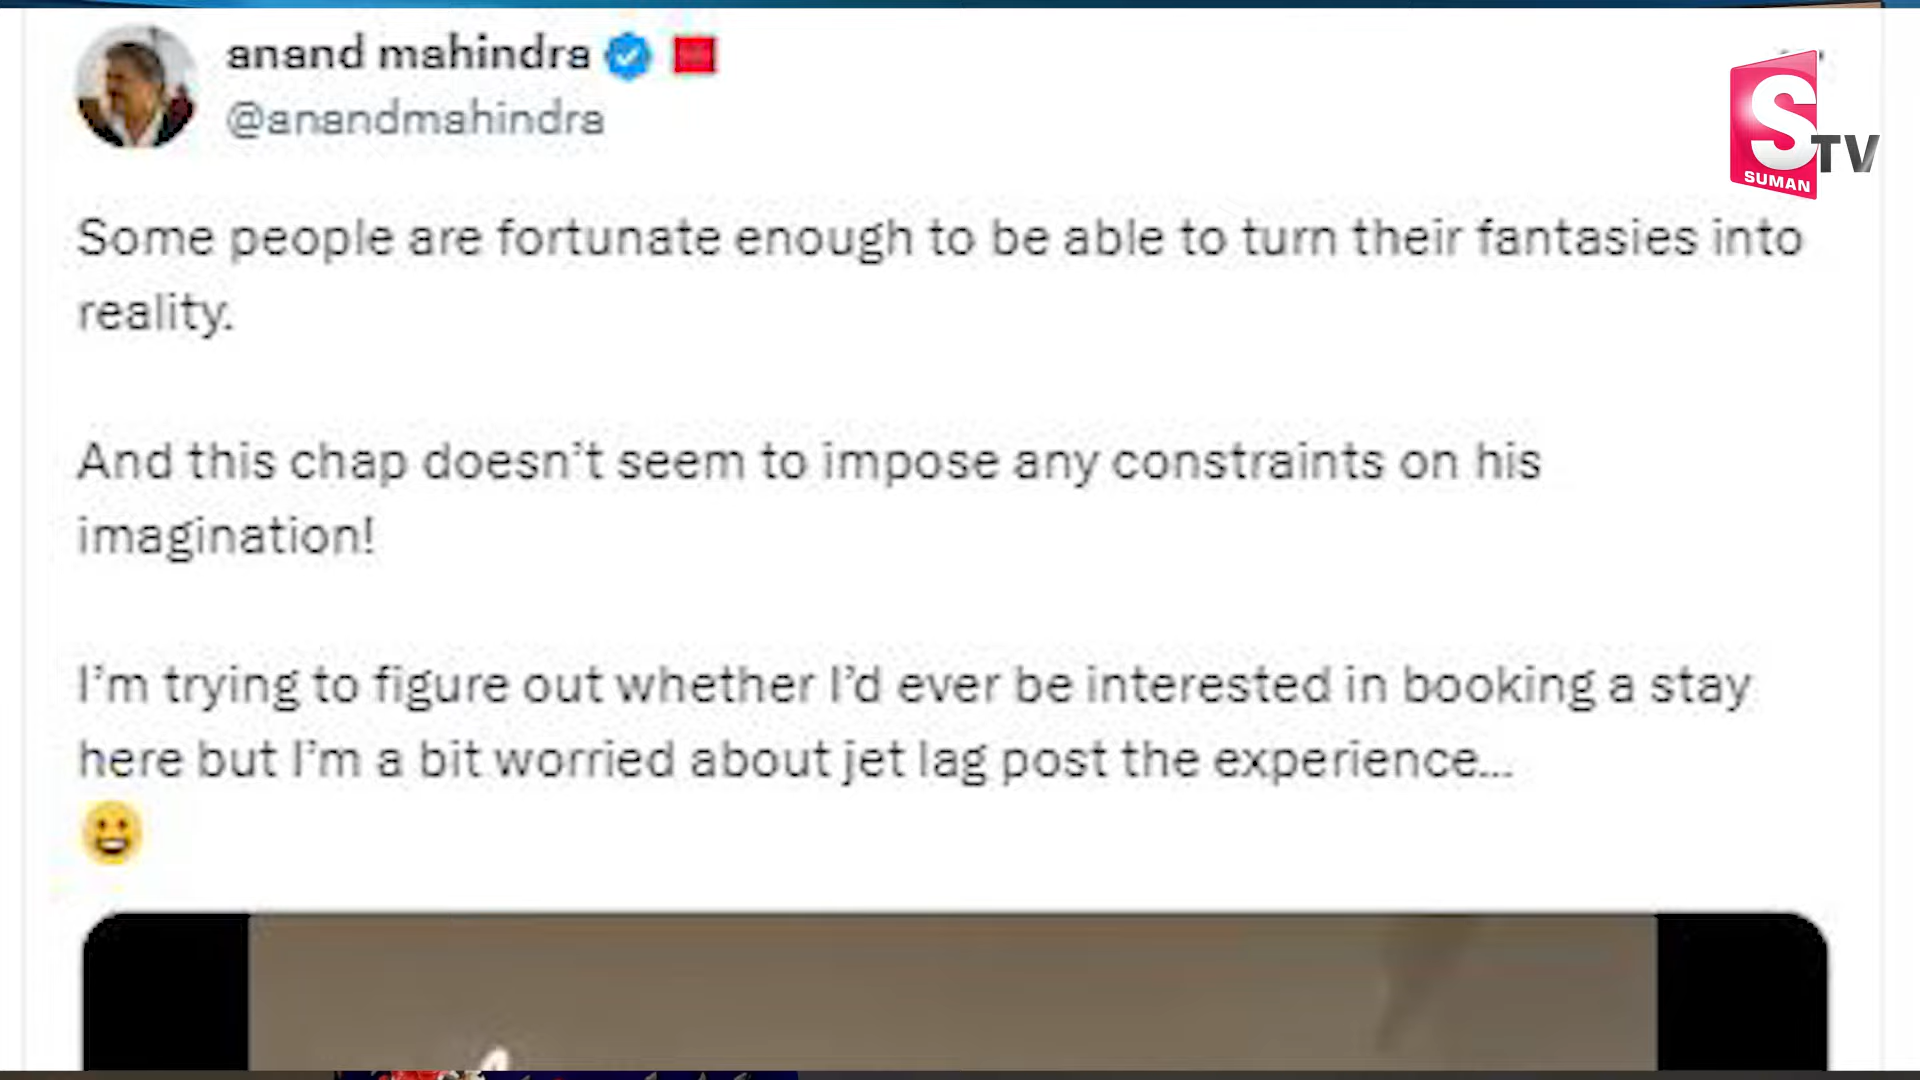 anand mahindra
@anandmahindra
S
TV
SUMAN
Some people are fortunate enough to be able to turn their fantasies into
reality.
And this chap doesn’t seem to impose any constraints on his
imagination!
I’m trying to figure out whether I’d ever be interested in booking a stay
here but I’m a bit worried about jet lag post the experience...